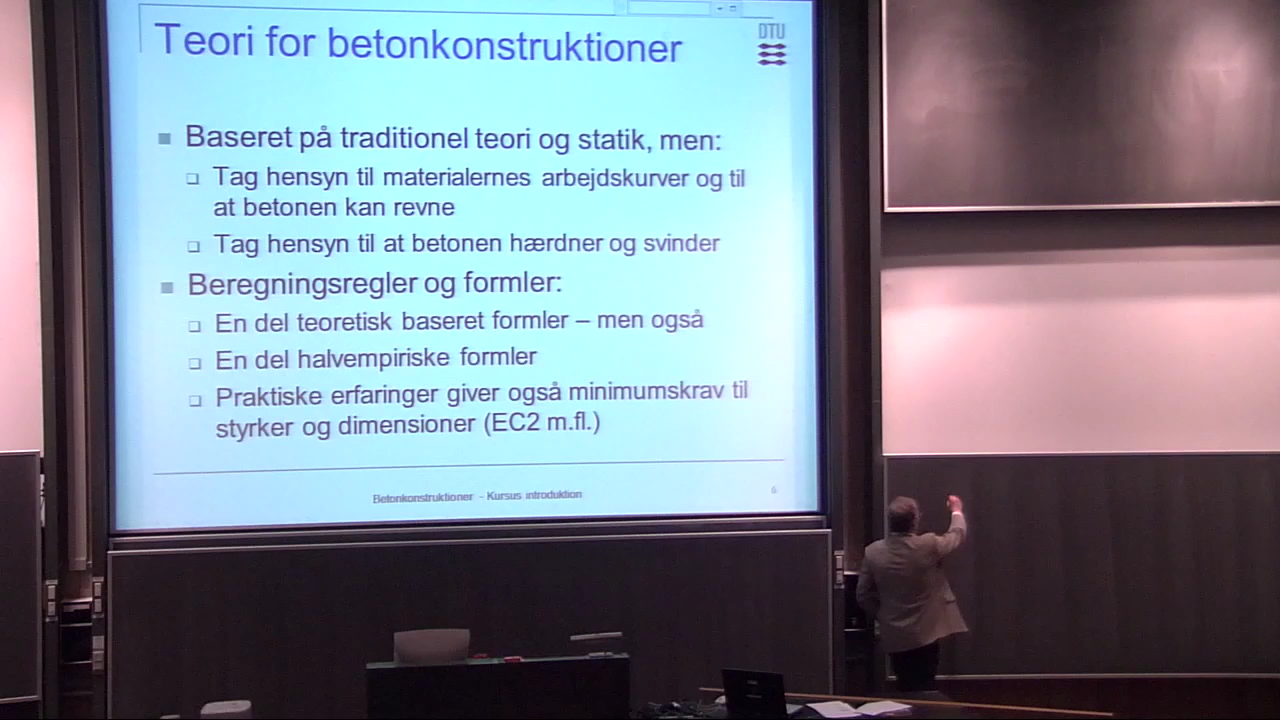 Teori for betonkonstruktioner
DTU
Baseret på traditionel teori og statik, men:
Tag hensyn til materialernes arbejdskurver og til
at betonen kan revne
Tag hensyn til at betonen hærdner og svinder
Beregningsregler og formler:
En del teoretisk baseret formler – men også
En del halvempiriske formler
Praktiske erfaringer giver også minimumskrav til
styrker og dimensioner (EC2 m.fl.)
Betonkonstruktioner - Kursus introduktion
6